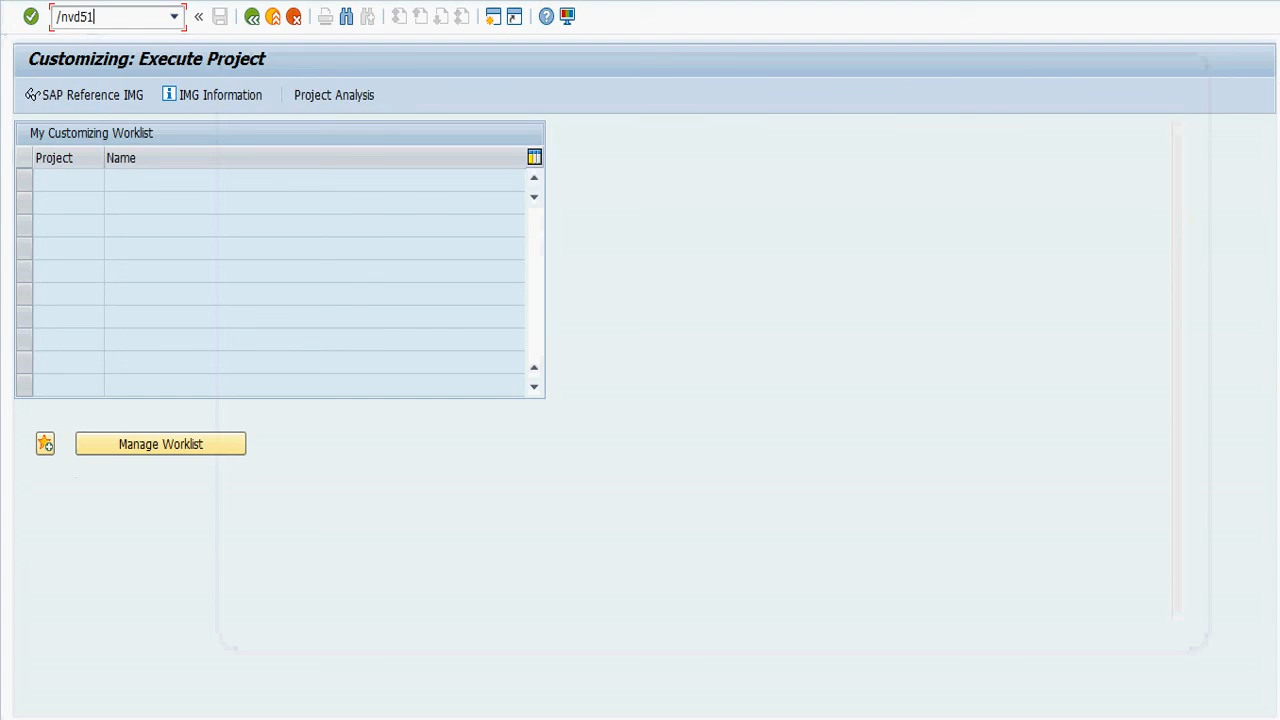 /nvd51
Customizing: Execute Project
SAP Reference IMG
IMG Information
Project Analysis
My Customizing Worklist
Project Name
Manage Worklist